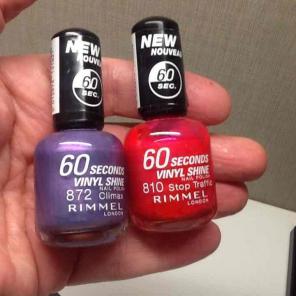 NEW
NOUVEAU
60
SEC.
60 SECONDS
VINYL SHINE
NAIL POLISH
872 Climax
RIMMEL
LONDON
NEW
NOUVEAU
60
SEC.
60 SECONDS
VINYL SHINE
NAIL POLISH
810 Stop Traffic
RIMMEL
LONDON